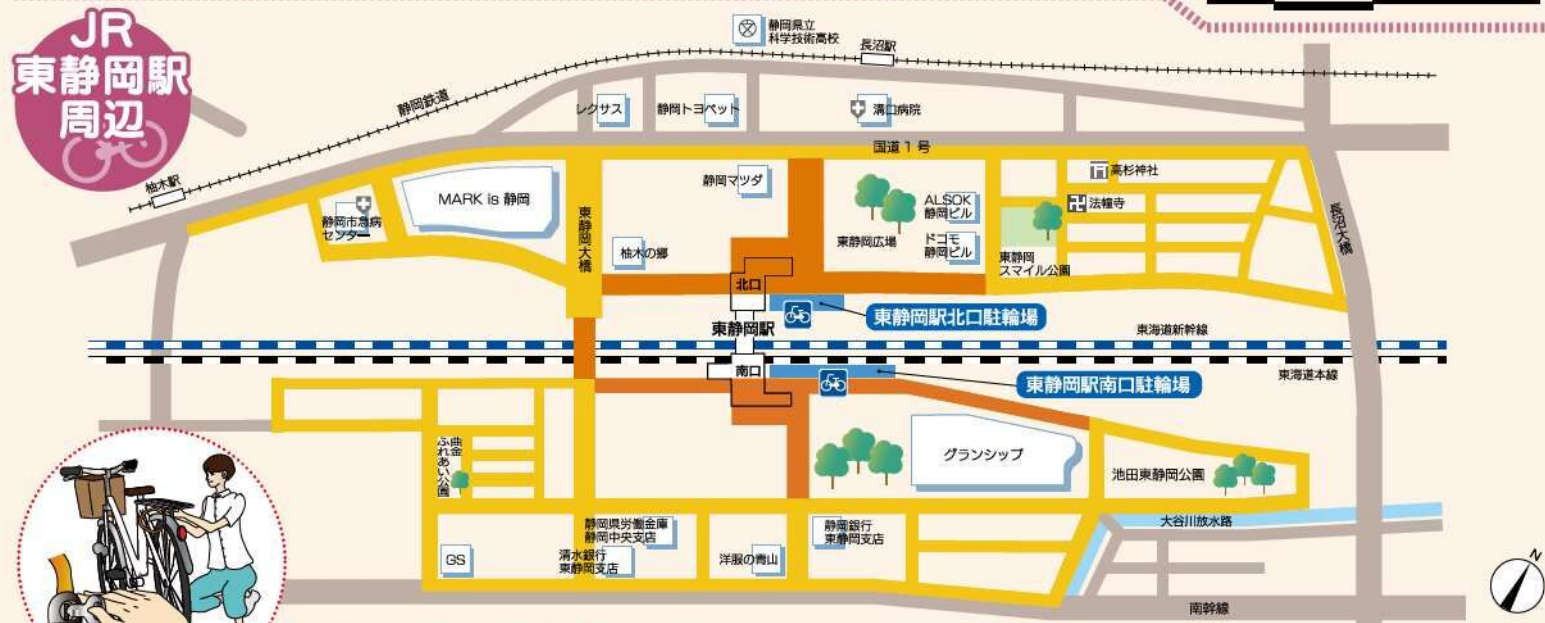 JR
東静岡駅
周辺
静岡県立
科学技術高校
長沼駅
静岡鉄道
柚木駅
レクサス
静岡トヨペット
溝口病院
国道1号
静岡市急病
センター
MARK is 静岡
東静岡大橋
静岡マツダ
柚木の郷
東静岡広場
ALSOK
静岡ビル
ドコモ
静岡ビル
高杉神社
法幢寺
東静岡
スマイル公園
長沼大橋
北口
東静岡駅
東静岡駅北口駐輪場
東海道新幹線
東海道本線
南口
東静岡駅南口駐輪場
曲金
ふれあい公園
グランシップ
池田東静岡公園
大谷川放水路
静岡県労働金庫
静岡中央支店
清水銀行
東静岡支店
GS
洋服の青山
静岡銀行
東静岡支店
南幹線
N